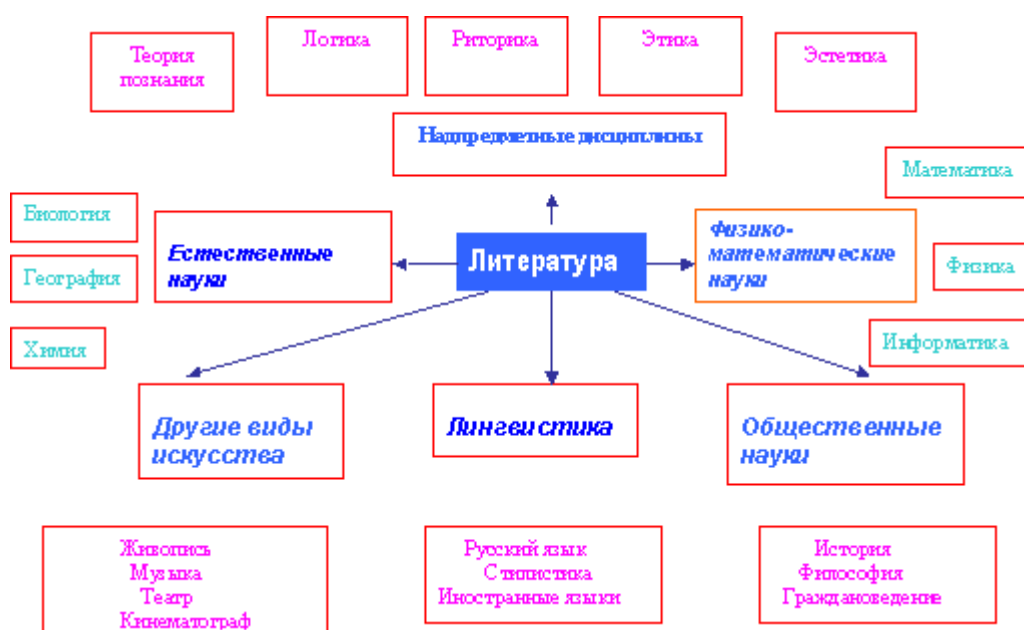 Теория
познания
Логика
Риторика
Этика
Эстетика
Надпредметные дисциплины
Математика
Биология
Естественные
науки
Литература
Физико-
математические
науки
География
Физика
Химия
Информатика
Другие виды
искусства
Лингвистика
Общественные
науки
Живопись
Музыка
Театр
Кинематограф
Русский язык
Стилистика
Иностранные языки
История
Философия
Граждановедение